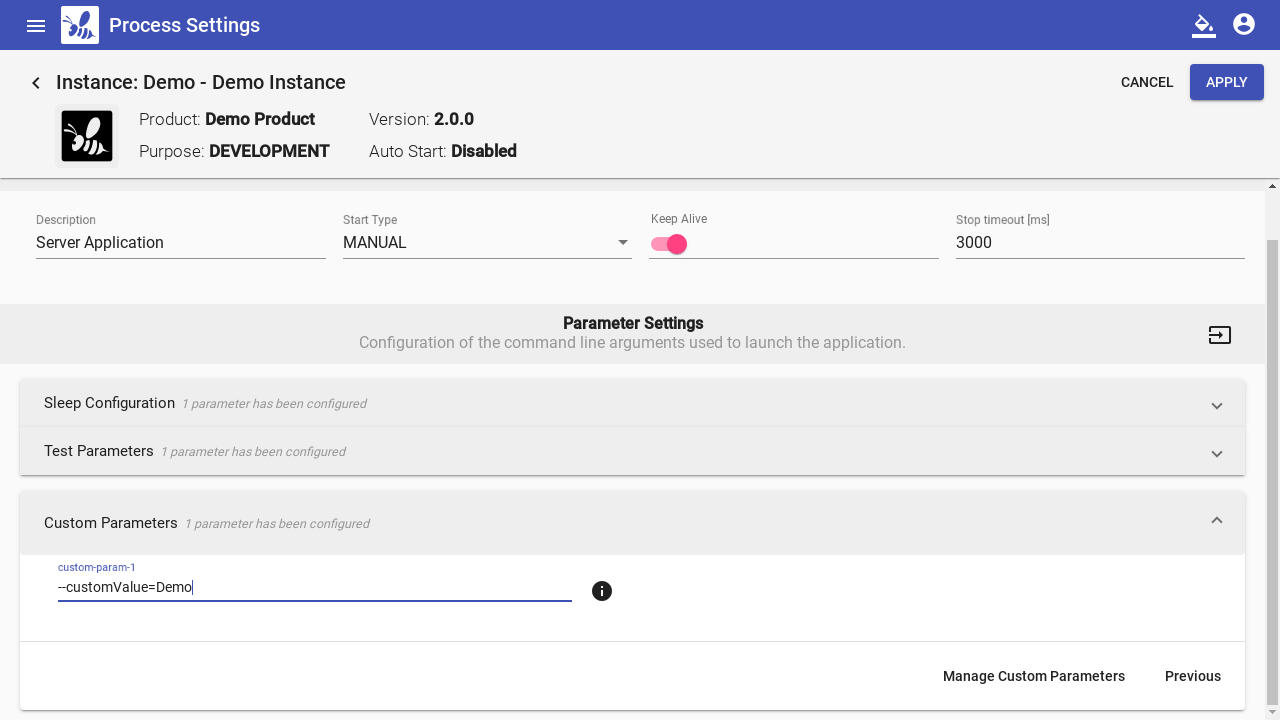 Process Settings
Instance: Demo - Demo Instance
CANCEL
APPLY
Product: Demo Product
Version: 2.0.0
Purpose: DEVELOPMENT
Auto Start: Disabled
Description
Start Type
Keep Alive
Stop timeout [ms]
Server Application
MANUAL
3000
Parameter Settings
Configuration of the command line arguments used to launch the application.
Sleep Configuration 1 parameter has been configured
Test Parameters 1 parameter has been configured
Custom Parameters 1 parameter has been configured
custom-param-1
--customValue=Demo
Manage Custom Parameters
Previous